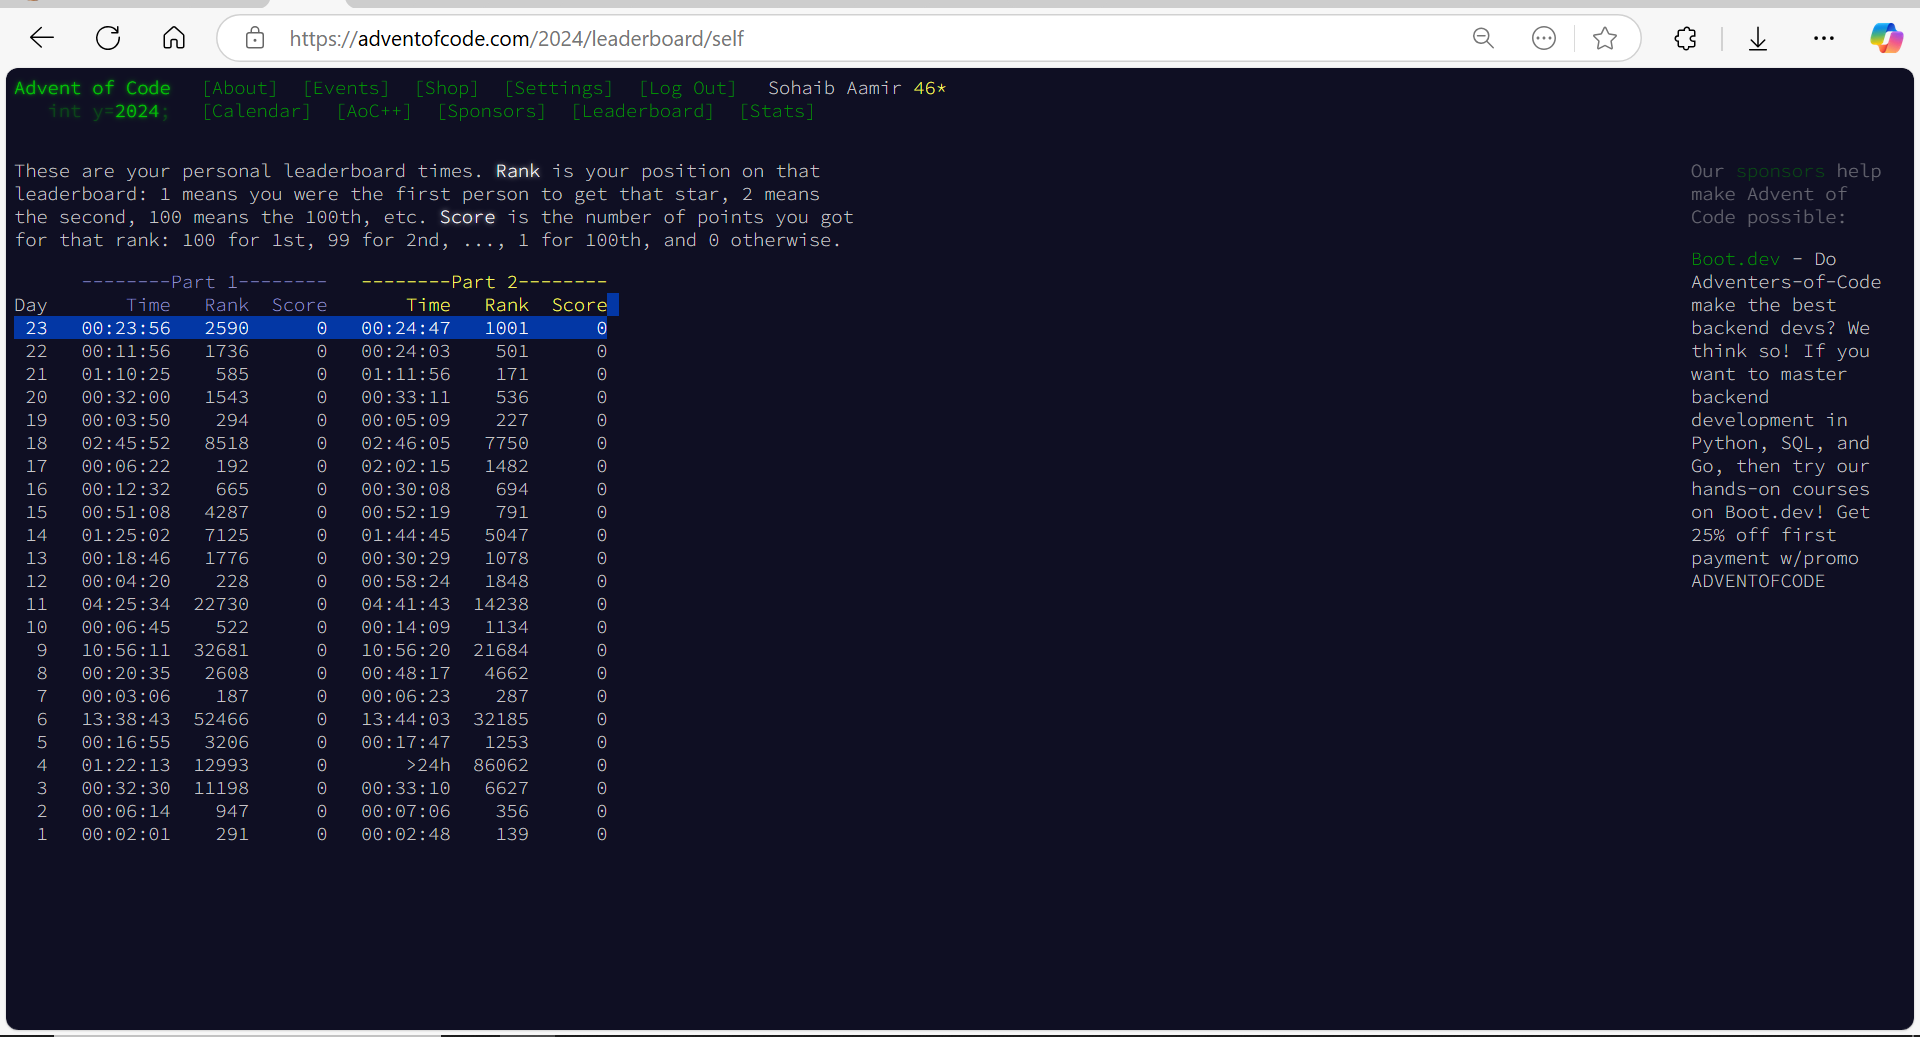 https://adventofcode.com/2024/leaderboard/self
Advent of Code [About] [Events] [Shop] [Settings] [Log Out] Sohaib Aamir 46*
int y=2024; [Calendar] [AoC++] [Sponsors] [Leaderboard] [Stats]
These are your personal leaderboard times. Rank is your position on that
leaderboard: 1 means you were the first person to get that star, 2 means
the second, 100 means the 100th, etc. Score is the number of points you got
for that rank: 100 for 1st, 99 for 2nd, ..., 1 for 100th, and 0 otherwise.
--------Part 1-------- --------Part 2--------
Day Time Rank Score Time Rank Score
23 00:23:56 2590 0 00:24:47 1001 0
22 00:11:56 1736 0 00:24:03 501 0
21 01:10:25 585 0 01:11:56 171 0
20 00:32:00 1543 0 00:33:11 536 0
19 00:03:50 294 0 00:05:09 227 0
18 02:45:52 8518 0 02:46:05 7750 0
17 00:06:22 192 0 02:02:15 1482 0
16 00:12:32 665 0 00:30:08 694 0
15 00:51:08 4287 0 00:52:19 791 0
14 01:25:02 7125 0 01:44:45 5047 0
13 00:18:46 1776 0 00:30:29 1078 0
12 00:04:20 228 0 00:58:24 1848 0
11 04:25:34 22730 0 04:41:43 14238 0
10 00:06:45 522 0 00:14:09 1134 0
9 10:56:11 32681 0 10:56:20 21684 0
8 00:20:35 2608 0 00:48:17 4662 0
7 00:03:06 187 0 00:06:23 287 0
6 13:38:43 52466 0 13:44:03 32185 0
5 00:16:55 3206 0 00:17:47 1253 0
4 01:22:13 12993 0 >24h 86062 0
3 00:32:30 11198 0 00:33:10 6627 0
2 00:06:14 947 0 00:07:06 356 0
1 00:02:01 291 0 00:02:48 139 0
Our sponsors help
make Advent of
Code possible:
Boot.dev - Do
Adventers-of-Code
make the best
backend devs? We
think so! If you
want to master
backend
development in
Python, SQL, and
Go, then try our
hands-on courses
on Boot.dev! Get
25% off first
payment w/promo
ADVENTOFCODE